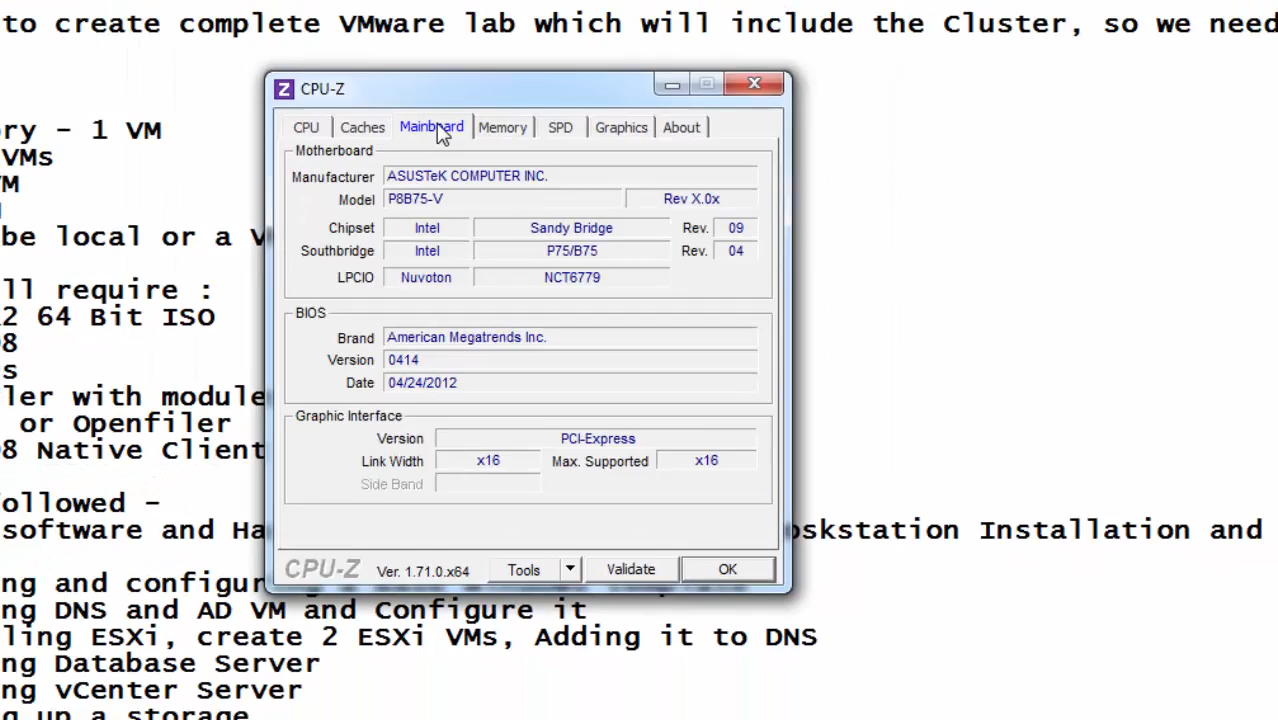 to create complete VMware lab which will include the Cluster, so we need
CPU-Z
ory - 1 VM
CPU
Caches
Mainboard
Memory
SPD
Graphics
About
VMs
Motherboard
Manufacturer ASUSTeK COMPUTER INC.
M
Model P8B75-V Rev X.0x
be local or a V
Chipset Intel Sandy Bridge Rev. 09
Southbridge Intel P75/B75 Rev. 04
LPCIO Nuvoton NCT6779
ll require :
2 64 Bit ISO
BIOS
Brand American Megatrends Inc.
08
Version 0414
s
Date 04/24/2012
ler with module
Graphic Interface
or Openfiler
Version PCI-Express
8 Native Client
Link Width x16 Max. Supported x16
Side Band
ollowed -
software and Ha
oskstation Installation and
CPU-Z Ver. 1.71.0.x64 Tools Validate OK
ng and configur
ng DNS and AD VM and Configure it
lling ESXi, create 2 ESXi VMs, Adding it to DNS
ng Database Server
ng vCenter Server
ng up a storage